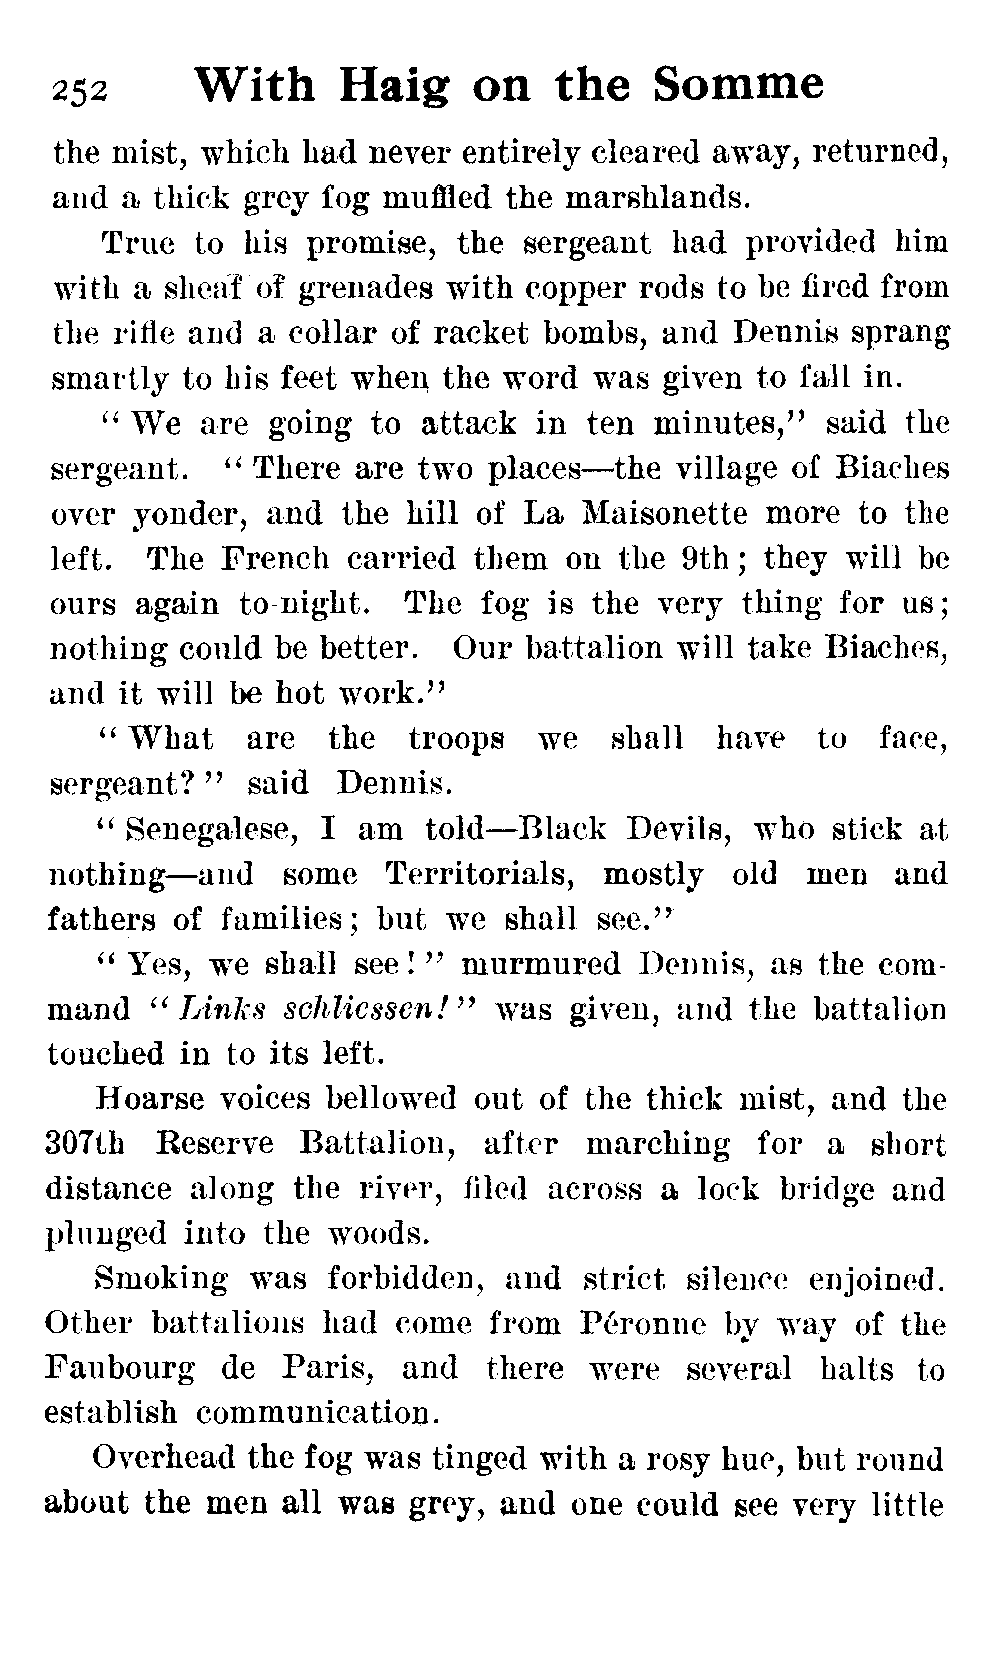 252 With Haig on the Somme
the mist, which had never entirely cleared away, returned,
and a thick grey fog muffled the marshlands.
True to his promise, the sergeant had provided him
with a sheaf of grenades with copper rods to be fired from
the rifle and a collar of racket bombs, and Dennis sprang
smartly to his feet when the word was given to fall in.
“ We are going to attack in ten minutes,” said the
sergeant. “ There are two places—the village of Biaches
over yonder, and the hill of La Maisonette more to the
left. The French carried them on the 9th ; they will be
ours again to-night. The fog is the very thing for us ;
nothing could be better. Our battalion will take Biaches,
and it will be hot work.”
“ What are the troops we shall have to face,
sergeant? ” said Dennis.
“ Senegalese, I am told—Black Devils, who stick at
nothing—and some Territorials, mostly old men and
fathers of families ; but we shall see.”
“ Yes, we shall see! ” murmured Dennis, as the com-
mand “ Links schliessen! ” was given, and the battalion
touched in to its left.
Hoarse voices bellowed out of the thick mist, and the
307th Reserve Battalion, after marching for a short
distance along the river, filed across a lock bridge and
plunged into the woods.
Smoking was forbidden, and strict silence enjoined.
Other battalions had come from Péronne by way of the
Faubourg de Paris, and there were several halts to
establish communication.
Overhead the fog was tinged with a rosy hue, but round
about the men all was grey, and one could see very little